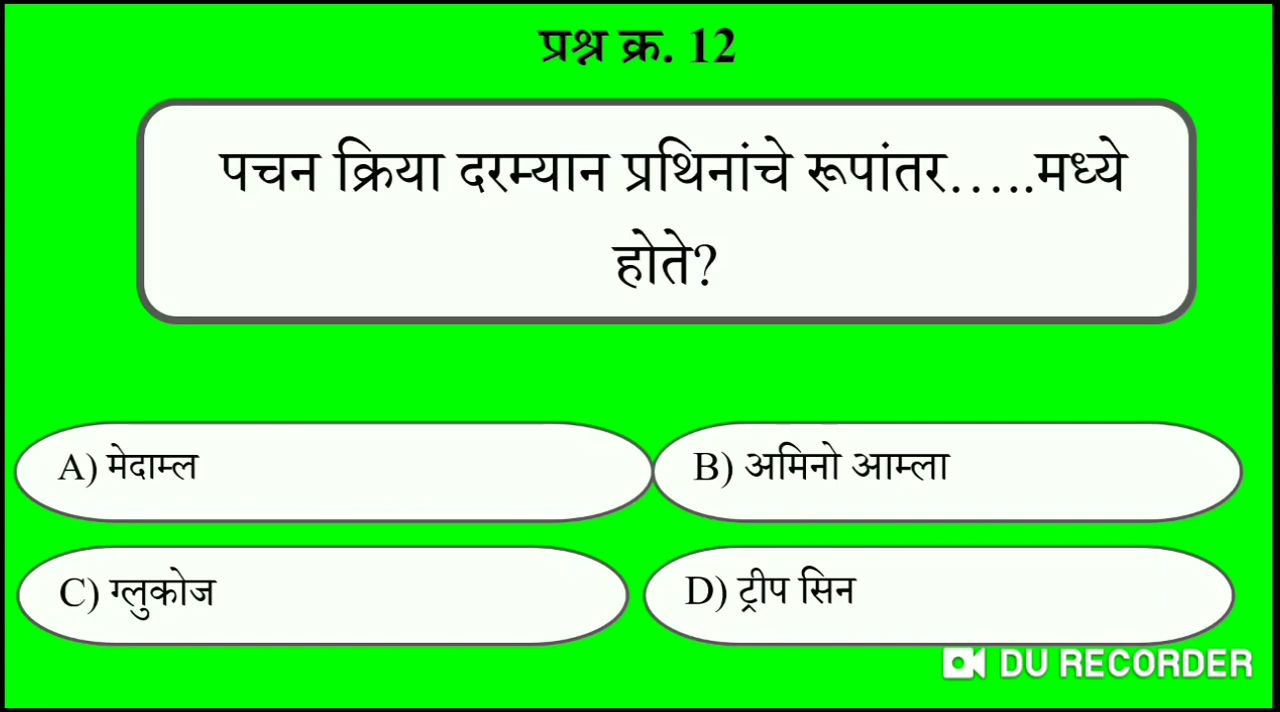 प्रश्न क्र. 12
पचन क्रिया दरम्यान प्रथिनांचे रूपांतर.....मध्ये
होते?
A) मेदाम्ल
B) अमिनो आम्ला
C) ग्लुकोज
D) ट्रीप सिन
DU RECORDER